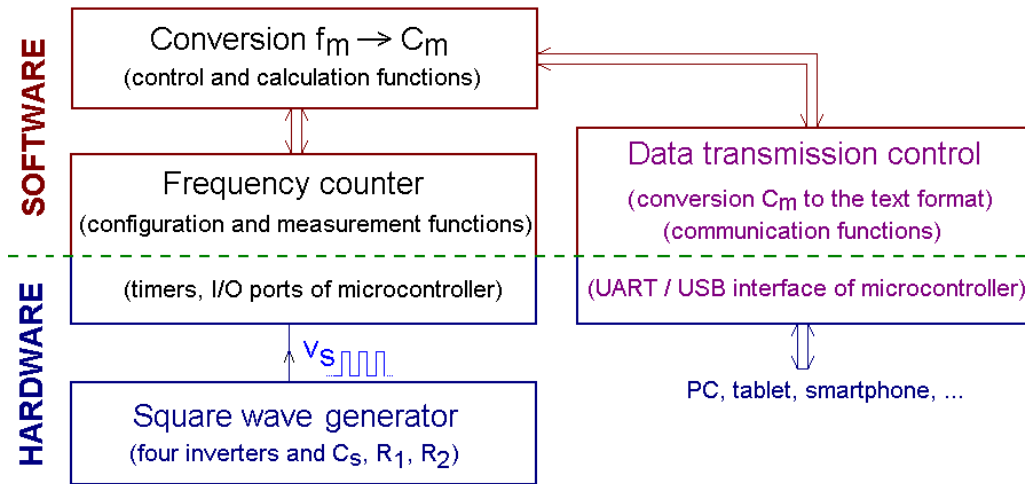 SOFTWARE
Conversion fm → Cm
(control and calculation functions)
Frequency counter
(configuration and measurement functions)
(timers, I/O ports of microcontroller)
Data transmission control
(conversion Cm to the text format)
(communication functions)
(UART / USB interface of microcontroller)
HARDWARE
vS
Square wave generator
(four inverters and Cs, R1, R2)
PC, tablet, smartphone, ...